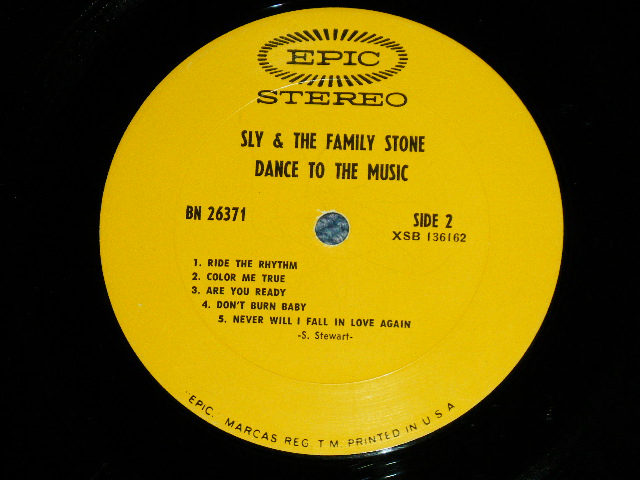 EPIC
STEREO
SLY & THE FAMILY STONE
DANCE TO THE MUSIC
BN 26371
SIDE 2
XSB 136162
1. RIDE THE RHYTHM
2. COLOR ME TRUE
3. ARE YOU READY
4. DON'T BURN BABY
5. NEVER WILL I FALL IN LOVE AGAIN
-S. Stewart-
"EPIC," MARCAS REG. T.M. PRINTED IN U S A